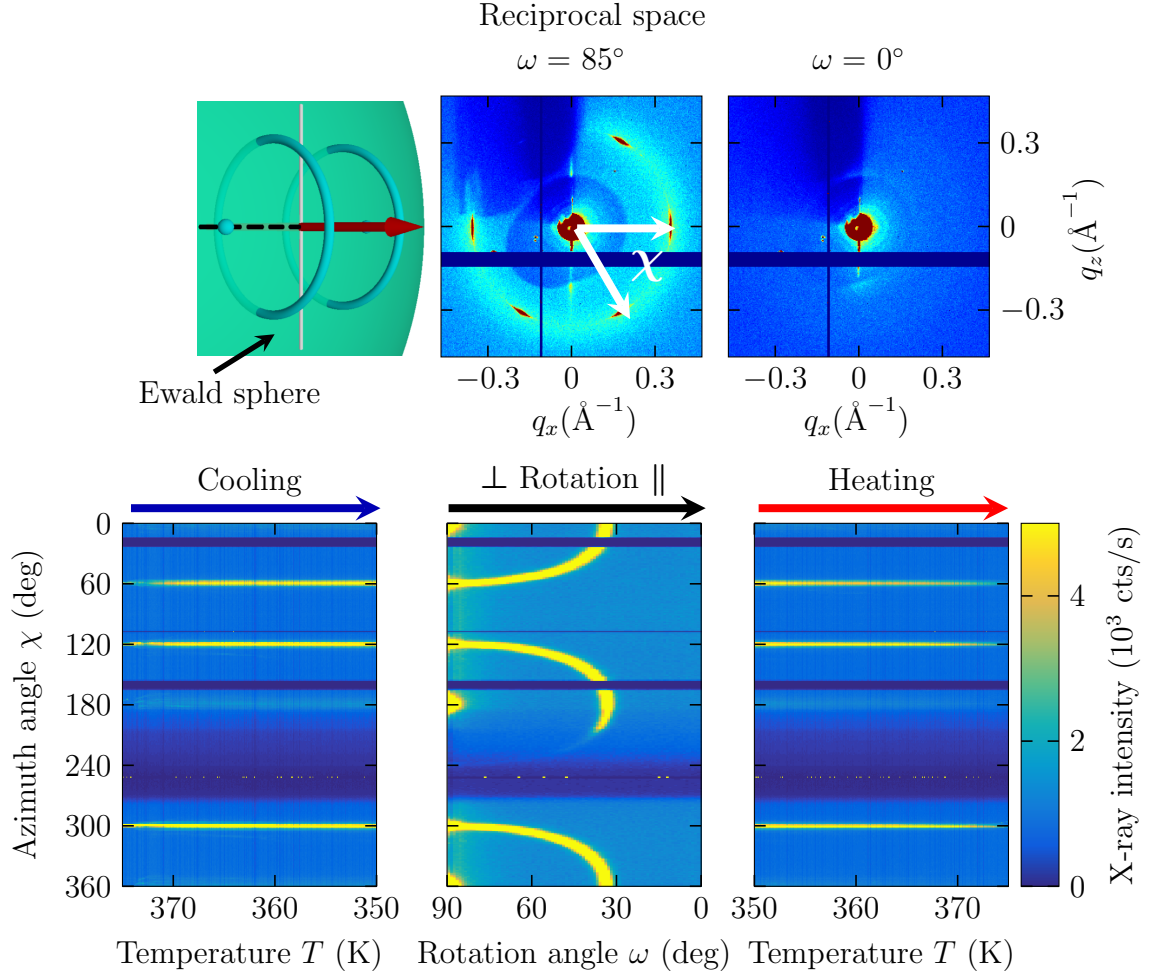 Reciprocal space
ω = 85°
ω = 0°
χ
0.3
0
−0.3
q_z(Å⁻¹)
−0.3 0 0.3
−0.3 0 0.3
q_x(Å⁻¹)
q_x(Å⁻¹)
Ewald sphere
Cooling
⊥ Rotation ∥
Heating
Azimuth angle χ (deg)
0
60
120
180
240
300
360
370 360 350
90 60 30 0
350 360 370
Temperature T (K)
Rotation angle ω (deg)
Temperature T (K)
4
2
0
X-ray intensity (10³ cts/s)